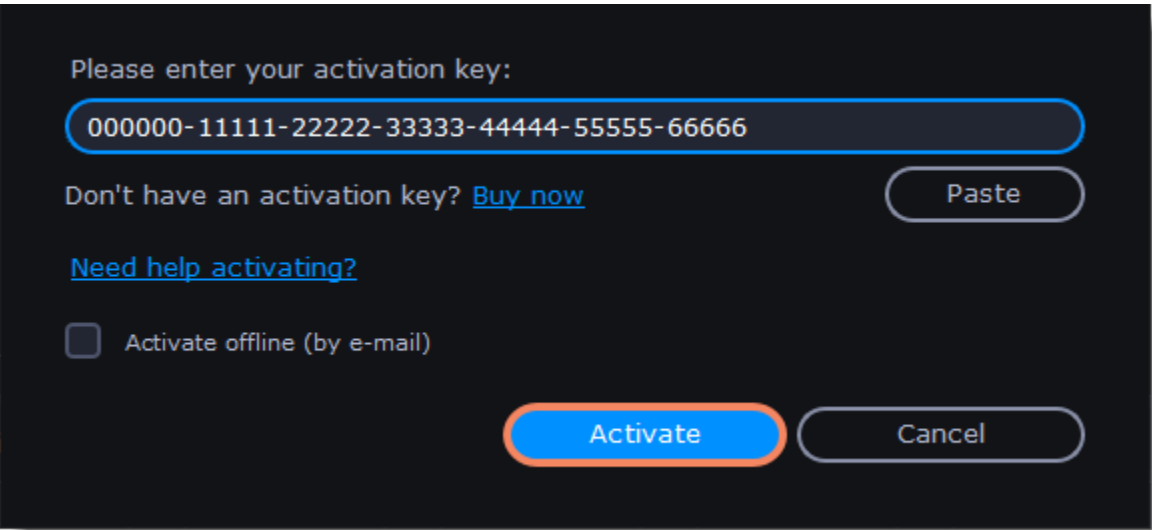 Please enter your activation key:
000000-11111-22222-33333-44444-55555-66666
Don't have an activation key? Buy now
Paste
Need help activating?
Activate offline (by e-mail)
Activate
Cancel